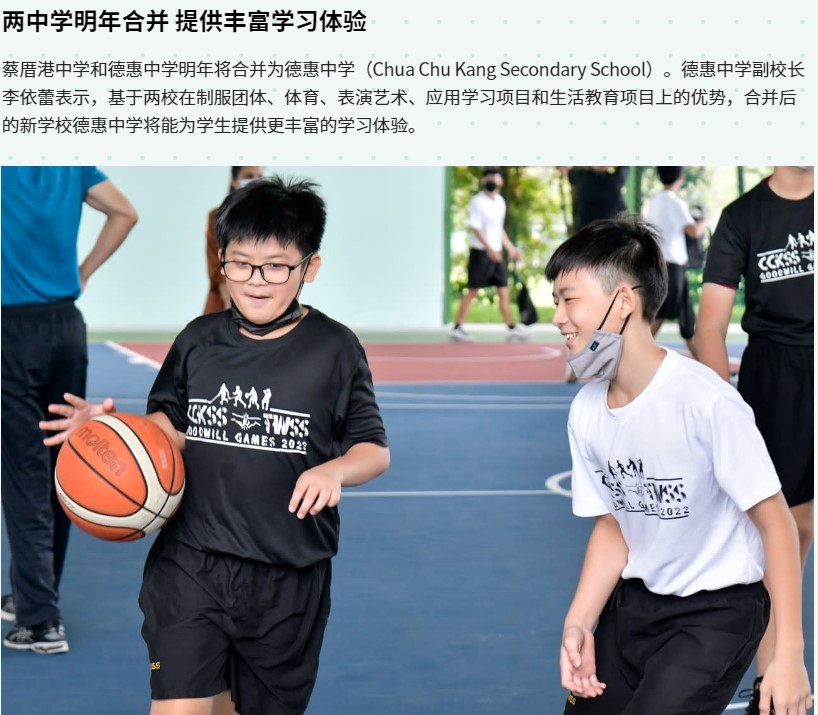 两中学明年合并 提供丰富学习体验
蔡厝港中学和德惠中学明年将合并为德惠中学（Chua Chu Kang Secondary School）。德惠中学副校长
李依蕾表示，基于两校在制服团体、体育、表演艺术、应用学习项目和生活教育项目上的优势，合并后
的新学校德惠中学将能为学生提供更丰富的学习体验。
molten
CCKSS TWSS
GOODWILL GAMES 2022
TWSS
GAMES 2022
CCKSS
GOODWILL G